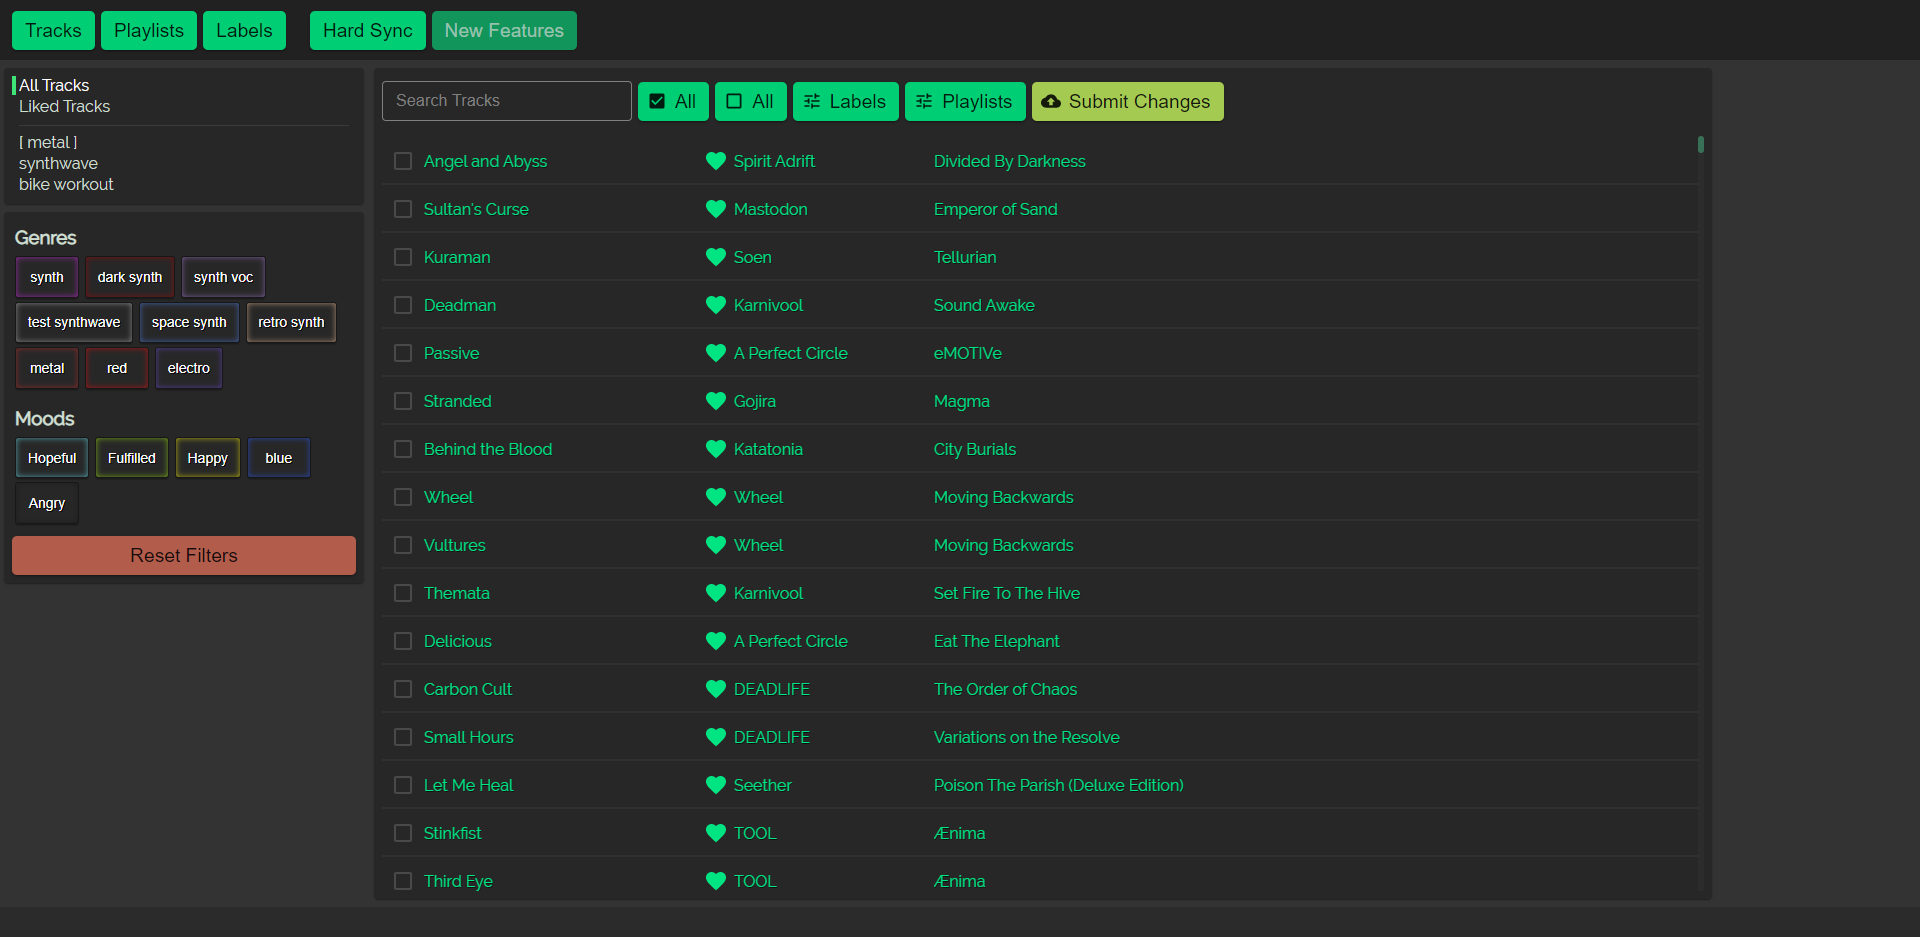 Tracks Playlists Labels Hard Sync New Features
All Tracks
Liked Tracks
[ metal ]
synthwave
bike workout
Genres
synth dark synth synth voc
test synthwave space synth retro synth
metal red electro
Moods
Hopeful Fulfilled Happy blue
Angry
Reset Filters
Search Tracks All All Labels Playlists Submit Changes
Angel and Abyss Spirit Adrift Divided By Darkness
Sultan's Curse Mastodon Emperor of Sand
Kuraman Soen Tellurian
Deadman Karnivool Sound Awake
Passive A Perfect Circle eMOTIVe
Stranded Gojira Magma
Behind the Blood Katatonia City Burials
Wheel Wheel Moving Backwards
Vultures Wheel Moving Backwards
Themata Karnivool Set Fire To The Hive
Delicious A Perfect Circle Eat The Elephant
Carbon Cult DEADLIFE The Order of Chaos
Small Hours DEADLIFE Variations on the Resolve
Let Me Heal Seether Poison The Parish (Deluxe Edition)
Stinkfist TOOL Ænima
Third Eye TOOL Ænima